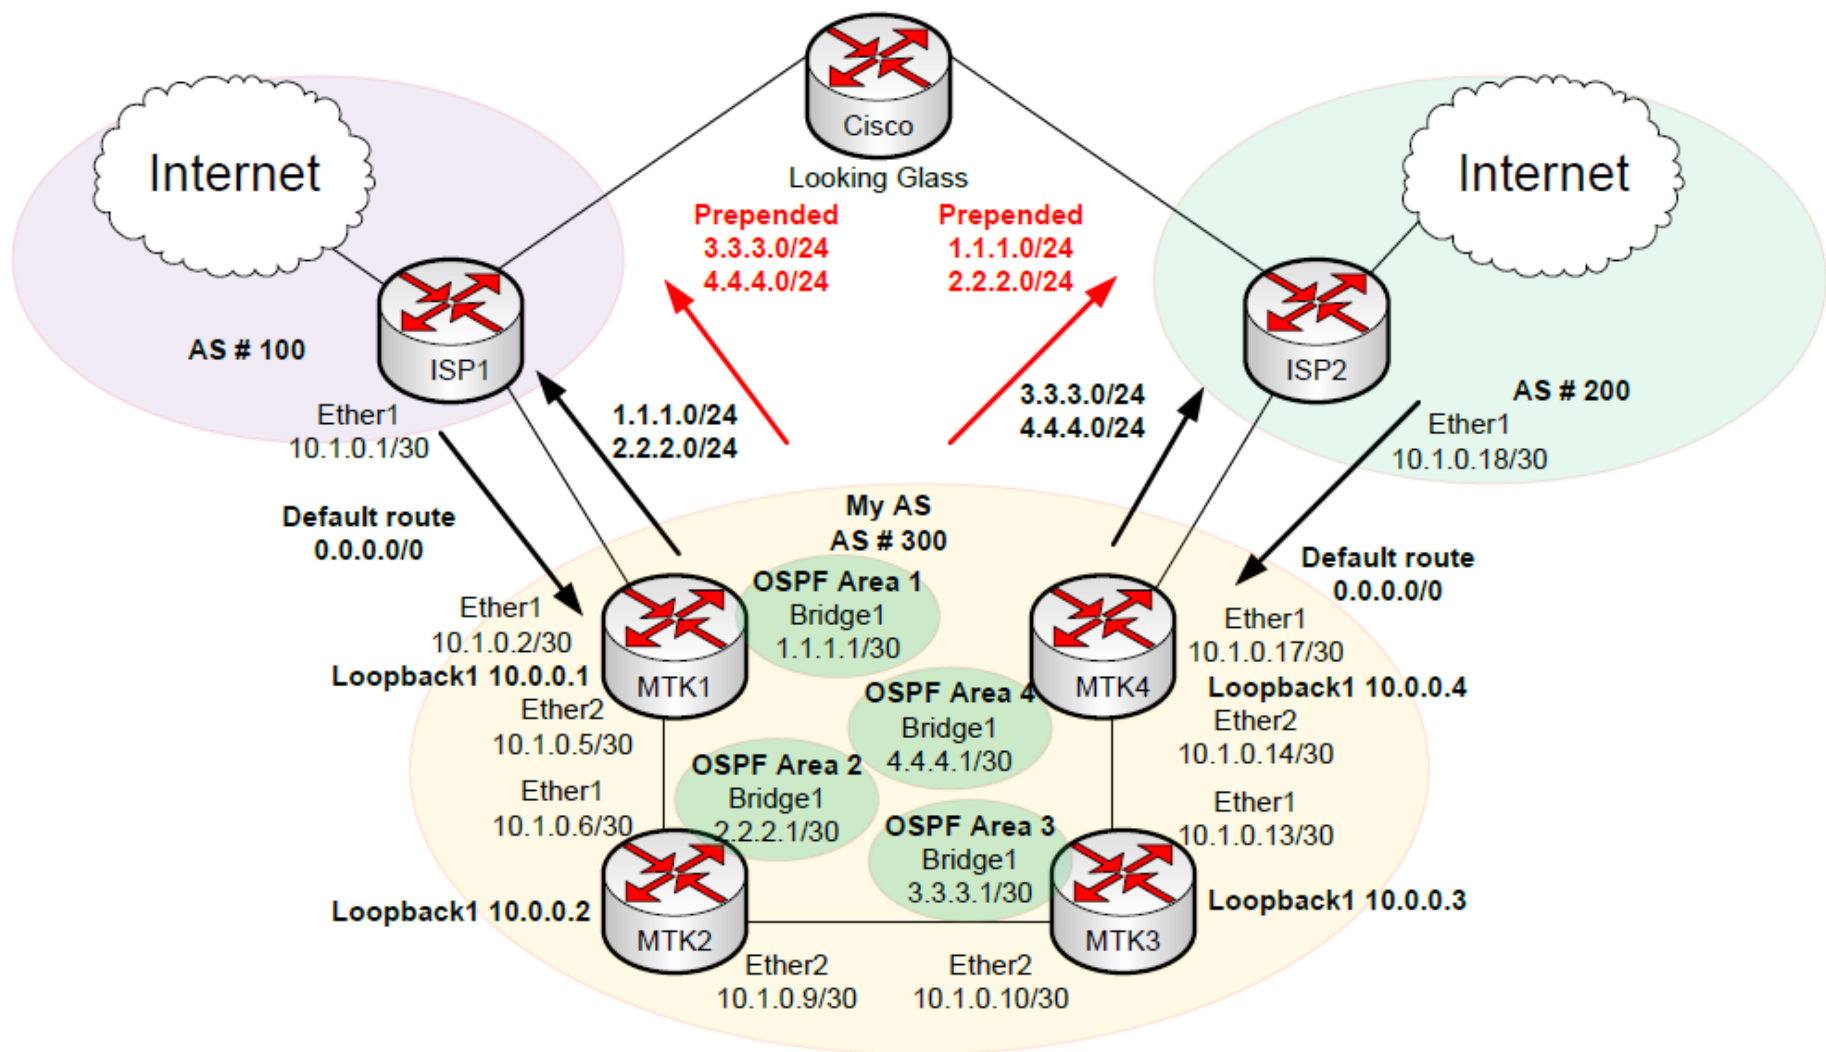 Cisco
Looking Glass
Internet
Internet
Prepended
3.3.3.0/24
4.4.4.0/24
Prepended
1.1.1.0/24
2.2.2.0/24
AS # 100
ISP1
ISP2
AS # 200
Ether1
10.1.0.1/30
1.1.1.0/24
2.2.2.0/24
3.3.3.0/24
4.4.4.0/24
Ether1
10.1.0.18/30
Default route
0.0.0.0/0
My AS
AS # 300
Default route
0.0.0.0/0
OSPF Area 1
Bridge1
1.1.1.1/30
Ether1
10.1.0.2/30
Loopback1 10.0.0.1
MTK1
Ether2
10.1.0.5/30
Ether1
10.1.0.17/30
Loopback1 10.0.0.4
MTK4
Ether2
10.1.0.14/30
OSPF Area 4
Bridge1
4.4.4.1/30
OSPF Area 2
Bridge1
2.2.2.1/30
Ether1
10.1.0.6/30
OSPF Area 3
Bridge1
3.3.3.1/30
Ether1
10.1.0.13/30
Loopback1 10.0.0.2
MTK2
MTK3
Loopback1 10.0.0.3
Ether2
10.1.0.9/30
Ether2
10.1.0.10/30